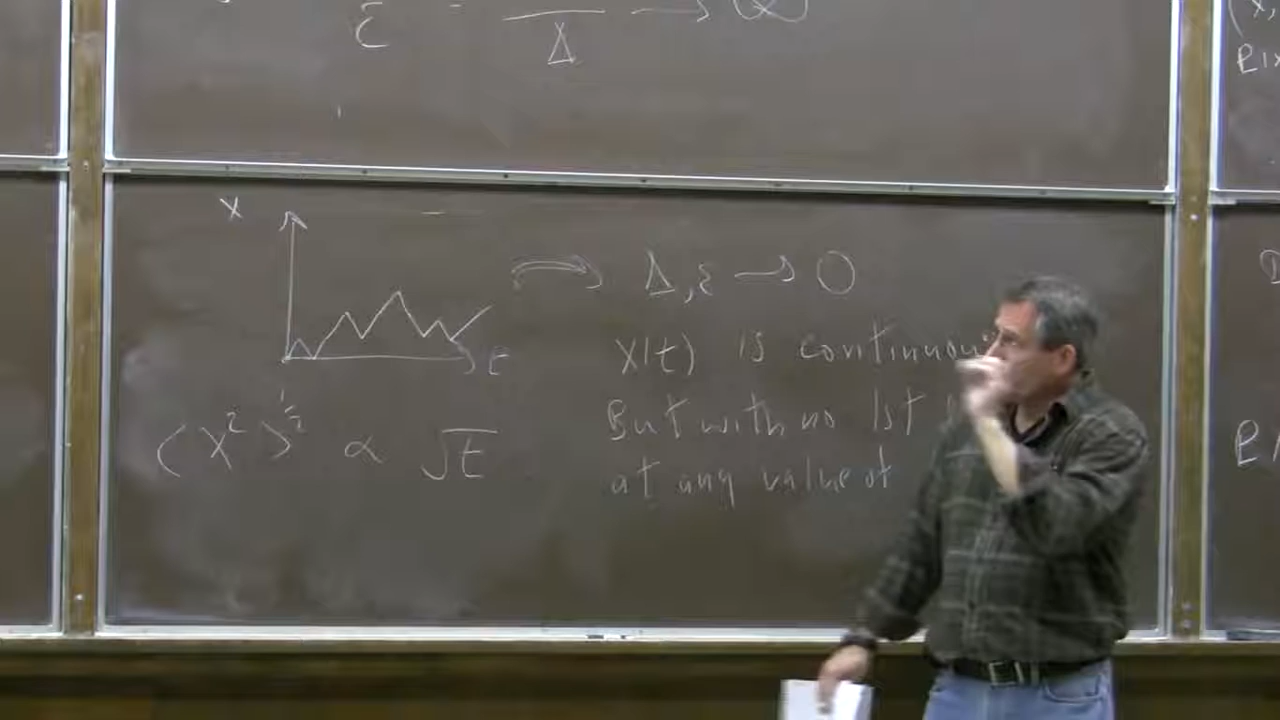 ε
Δ
X
t
⟨X²⟩^½ ∝ √t
Δ, ε → 0
X(t) is continuou
But with no 1st
at any value of